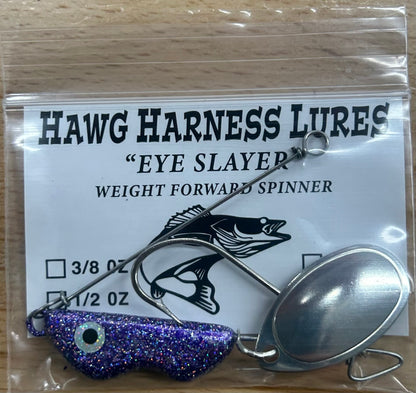 HAWG HARNESS LURES
"EYE SLAYER"
WEIGHT FORWARD SPINNER
3/8 OZ
1/2 OZ